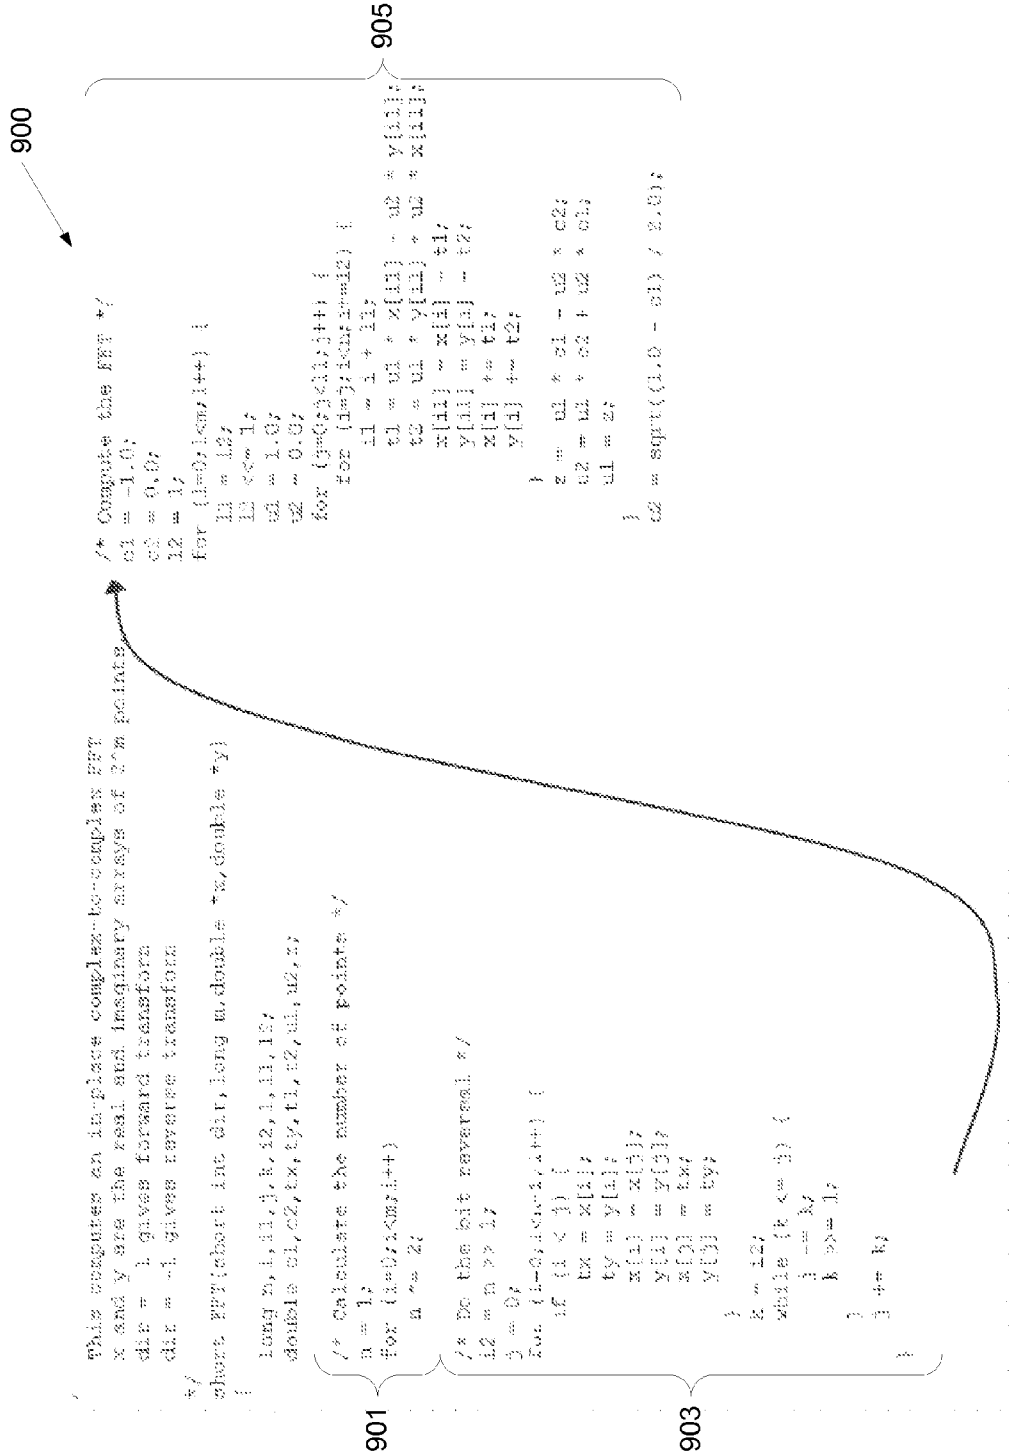 900
This computes an in-place complex-to-complex FFT
x and y are the real and imaginary arrays of 2^m points.
dir = 1 gives forward transform
dir = -1 gives reverse transform
*/
short FFT(short int dir,long m,double *x,double *y)
{
long n,i,i1,j,k,i2,l,l1,l2;
double c1,c2,tx,ty,t1,t2,u1,u2,z;
901
/* Calculate the number of points */
n = 1;
for (i=0;i<m;i++)
n *= 2;
903
/* Do the bit reversal */
i2 = n >> 1;
j = 0;
for (i=0;i<n-1;i++) {
if (i < j) {
tx = x[i];
ty = y[i];
x[i] = x[j];
y[i] = y[j];
x[j] = tx;
y[j] = ty;
}
k = i2;
while (k <= j) {
j -= k;
k >>= 1;
}
j += k;
}
905
/* Compute the FFT */
c1 = -1.0;
c2 = 0.0;
l2 = 1;
for (l=0;l<m;l++) {
l1 = l2;
l2 <<= 1;
u1 = 1.0;
u2 = 0.0;
for (j=0;j<l1;j++) {
for (i=j;i<n;i+=l2) {
i1 = i + l1;
t1 = u1 * x[i1] - u2 * y[i1];
t2 = u1 * y[i1] + u2 * x[i1];
x[i1] = x[i] - t1;
y[i1] = y[i] - t2;
x[i] += t1;
y[i] += t2;
}
z = u1 * c1 - u2 * c2;
u2 = u1 * c2 + u2 * c1;
u1 = z;
}
c2 = sqrt((1.0 - c1) / 2.0);